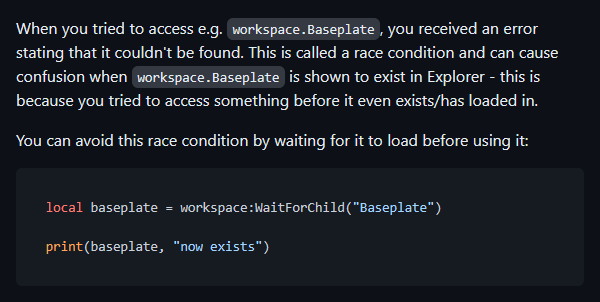 When you tried to access e.g. workspace.Baseplate, you received an error
stating that it couldn't be found. This is called a race condition and can cause
confusion when workspace.Baseplate is shown to exist in Explorer - this is
because you tried to access something before it even exists/has loaded in.
You can avoid this race condition by waiting for it to load before using it:
local baseplate = workspace:WaitForChild("Baseplate")
print(baseplate, "now exists")